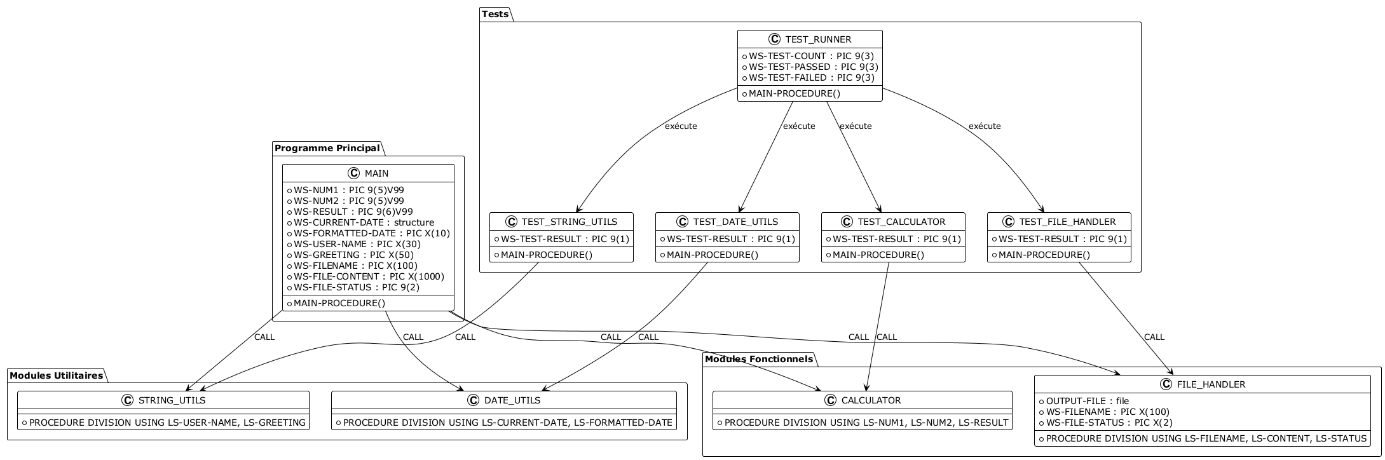 Tests
C TEST_RUNNER
WS-TEST-COUNT : PIC 9(3)
WS-TEST-PASSED : PIC 9(3)
WS-TEST-FAILED : PIC 9(3)
MAIN-PROCEDURE()
exécute
exécute
exécute
exécute
Programme Principal
C MAIN
WS-NUM1 : PIC 9(5)V99
WS-NUM2 : PIC 9(5)V99
WS-RESULT : PIC 9(6)V99
WS-CURRENT-DATE : structure
WS-FORMATTED-DATE : PIC X(10)
WS-USER-NAME : PIC X(30)
WS-GREETING : PIC X(50)
WS-FILENAME : PIC X(100)
WS-FILE-CONTENT : PIC X(1000)
WS-FILE-STATUS : PIC 9(2)
MAIN-PROCEDURE()
C TEST_STRING_UTILS
WS-TEST-RESULT : PIC 9(1)
MAIN-PROCEDURE()
C TEST_DATE_UTILS
WS-TEST-RESULT : PIC 9(1)
MAIN-PROCEDURE()
C TEST_CALCULATOR
WS-TEST-RESULT : PIC 9(1)
MAIN-PROCEDURE()
C TEST_FILE_HANDLER
WS-TEST-RESULT : PIC 9(1)
MAIN-PROCEDURE()
CALL
CALL
CALL
CALL
CALL
CALL
CALL
CALL
Modules Utilitaires
C STRING_UTILS
PROCEDURE DIVISION USING LS-USER-NAME, LS-GREETING
C DATE_UTILS
PROCEDURE DIVISION USING LS-CURRENT-DATE, LS-FORMATTED-DATE
Modules Fonctionnels
C CALCULATOR
PROCEDURE DIVISION USING LS-NUM1, LS-NUM2, LS-RESULT
C FILE_HANDLER
OUTPUT-FILE : file
WS-FILENAME : PIC X(100)
WS-FILE-STATUS : PIC X(2)
PROCEDURE DIVISION USING LS-FILENAME, LS-CONTENT, LS-STATUS